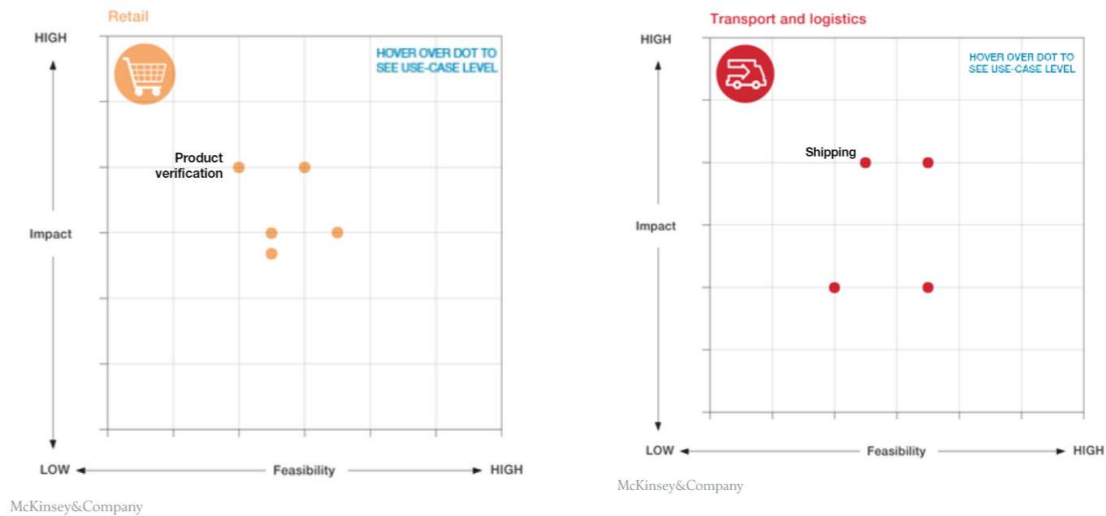 Retail
HIGH
HOVER OVER DOT TO
SEE USE-CASE LEVEL
Product
verification
Impact
LOW
Feasibility
HIGH
McKinsey&Company
Transport and logistics
HIGH
HOVER OVER DOT TO
SEE USE-CASE LEVEL
Shipping
Impact
LOW
Feasibility
HIGH
McKinsey&Company